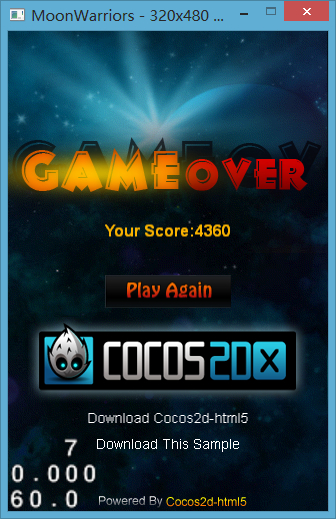 MoonWarriors - 320x480 ...
GAMEOVER
Your Score:4360
Play Again
COCOS2DX
Download Cocos2d-html5
Download This Sample
7
0.000
60.0
Powered By Cocos2d-html5